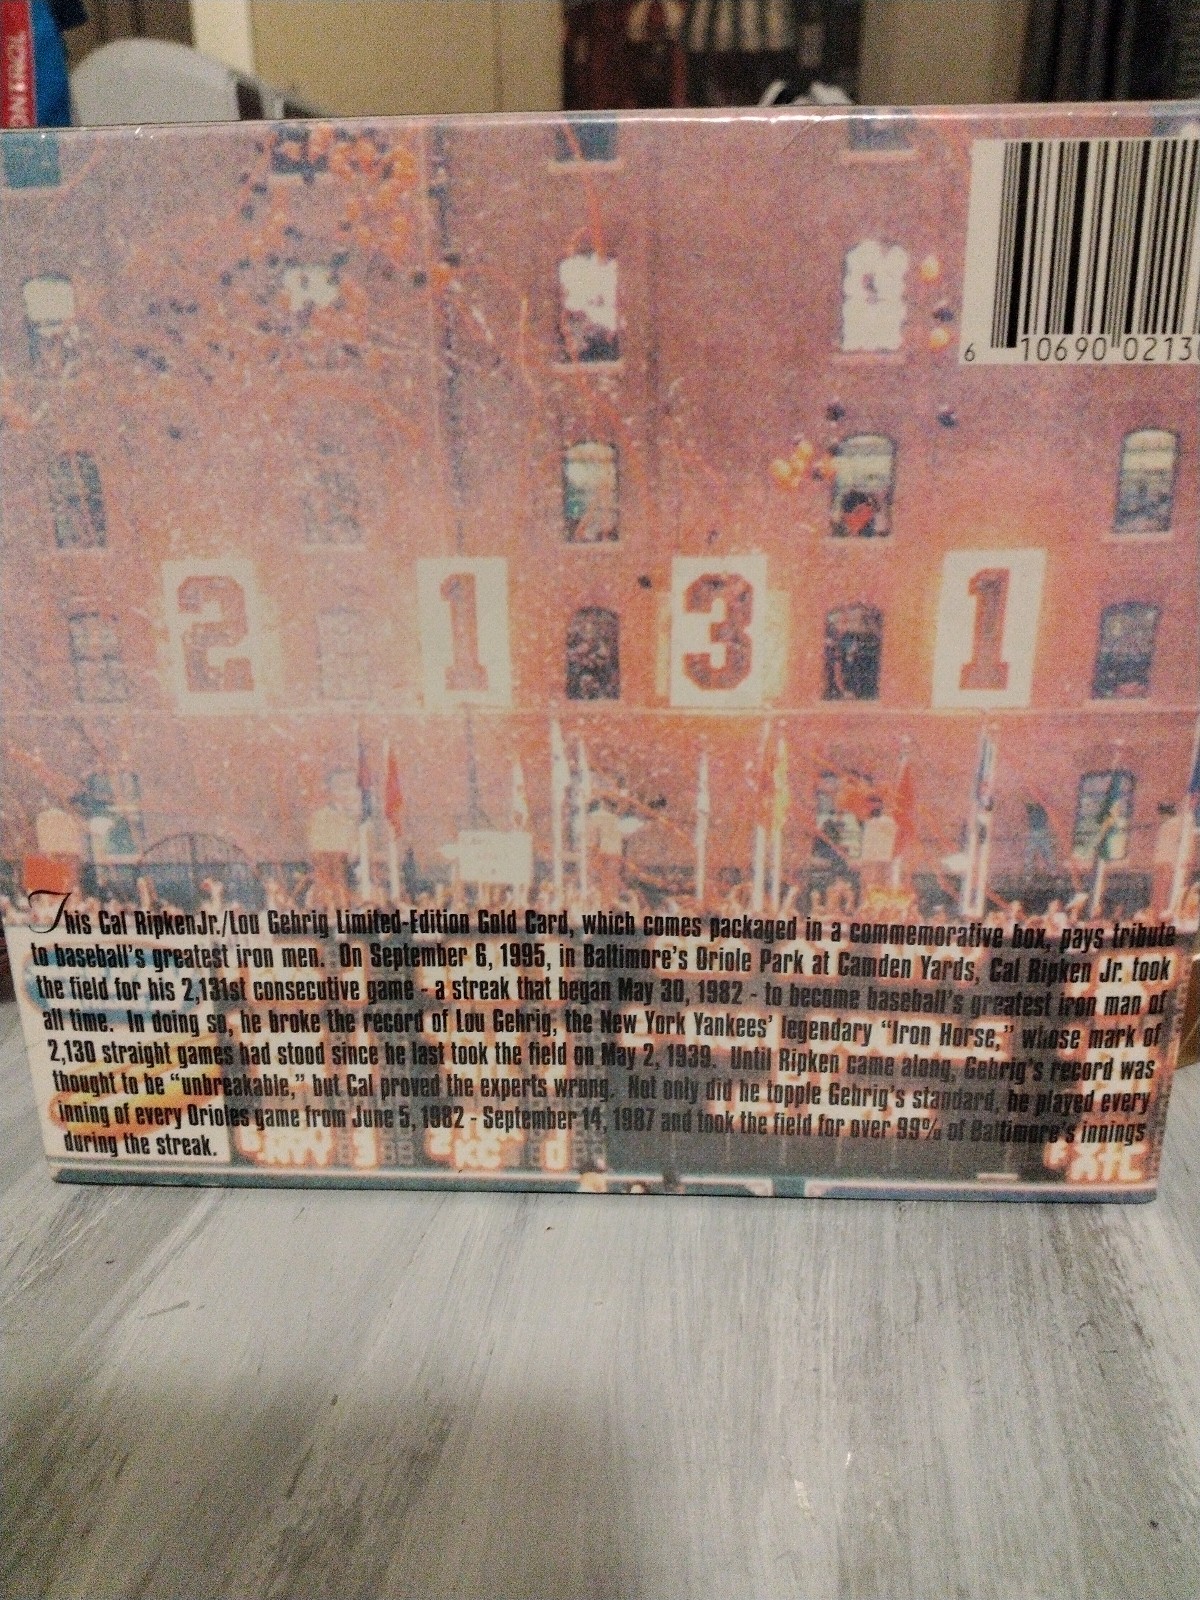 6 10690 0213
2 1 3 1
This Cal Ripken Jr./Lou Gehrig Limited-Edition Gold Card, which comes packaged in a commemorative box, pays tribute
to baseball's greatest iron men. On September 6, 1995, in Baltimore's Oriole Park at Camden Yards, Cal Ripken Jr. took
the field for his 2,131st consecutive game - a streak that began May 30, 1982 - to become baseball's greatest iron man of
all time. In doing so, he broke the record of Lou Gehrig, the New York Yankees' legendary "Iron Horse," whose mark of
2,130 straight games had stood since he last took the field on May 2, 1939. Until Ripken came along, Gehrig's record was
thought to be "unbreakable," but Cal proved the experts wrong. Not only did he topple Gehrig's standard, he played every
inning of every Orioles game from June 5, 1982 - September 14, 1987 and took the field for over 99% of Baltimore's innings
during the streak.
NYY 3 KC 0